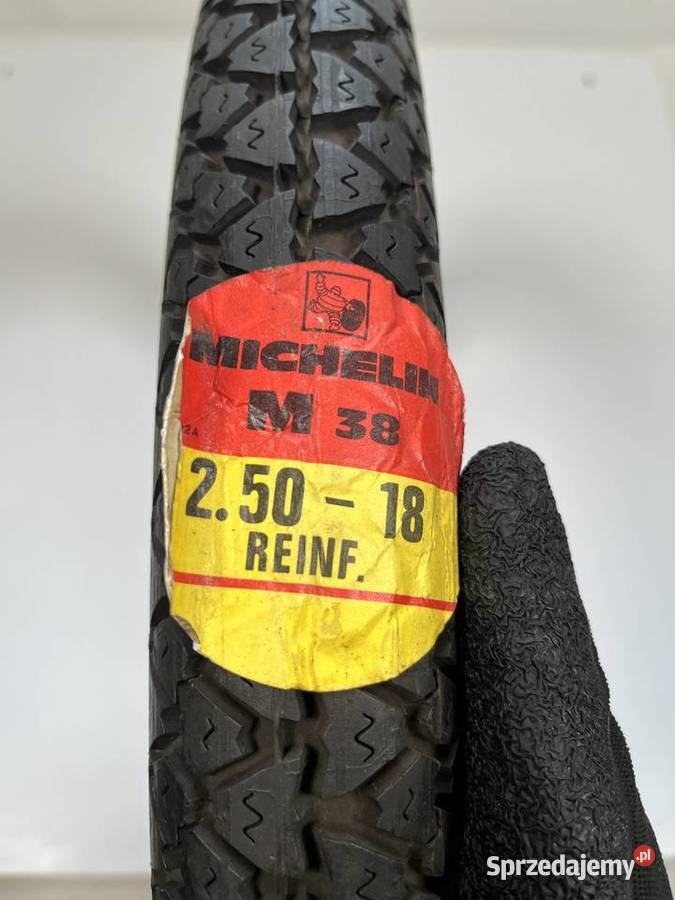 MICHELIN
M 38
2.50 - 18
REINF.
Sprzedajemy.pl